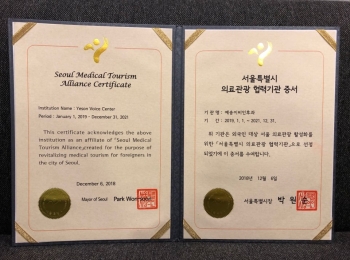 Seoul Medical Tourism
Alliance Certificate
Institution Name : Yeson Voice Center
Period : January 1, 2019 - December 31, 2021
This certificate acknowledges the above
institution as an affiliate of 「Seoul Medical
Tourism Alliance」created for the purpose of
revitalizing medical tourism for foreigners in
the city of Seoul.
December 6, 2018
Mayor of Seoul Park Won-soon
서울특별시
의료관광 협력기관 증서
기 관 명 : 예송이비인후과
기 간 : 2019. 1. 1. ~ 2021. 12. 31.
위 기관은 외국인 대상 서울 의료관광 활성화를
위한 「서울특별시 의료관광 협력기관」으로 선정
되었기에 이 증서를 수여합니다.
2018년 12월 6일
서울특별시장 박 원 순